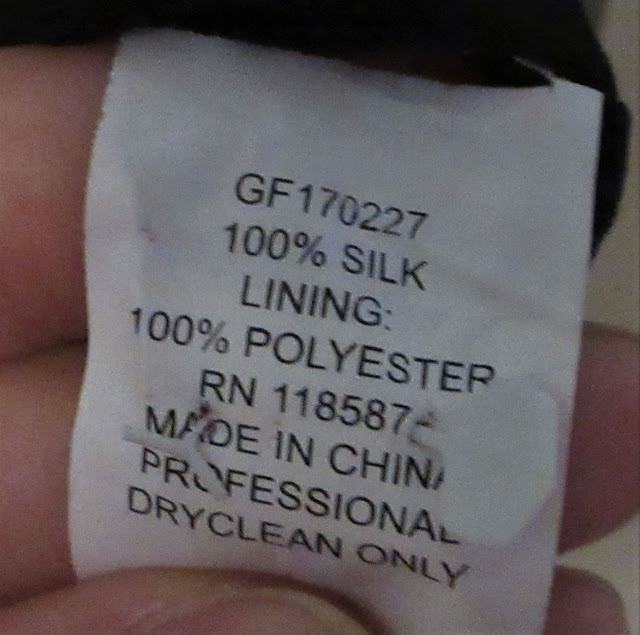 GF170227
100% SILK
LINING:
100% POLYESTER
RN 118587
MADE IN CHINA
PROFESSIONAL
DRYCLEAN ONLY